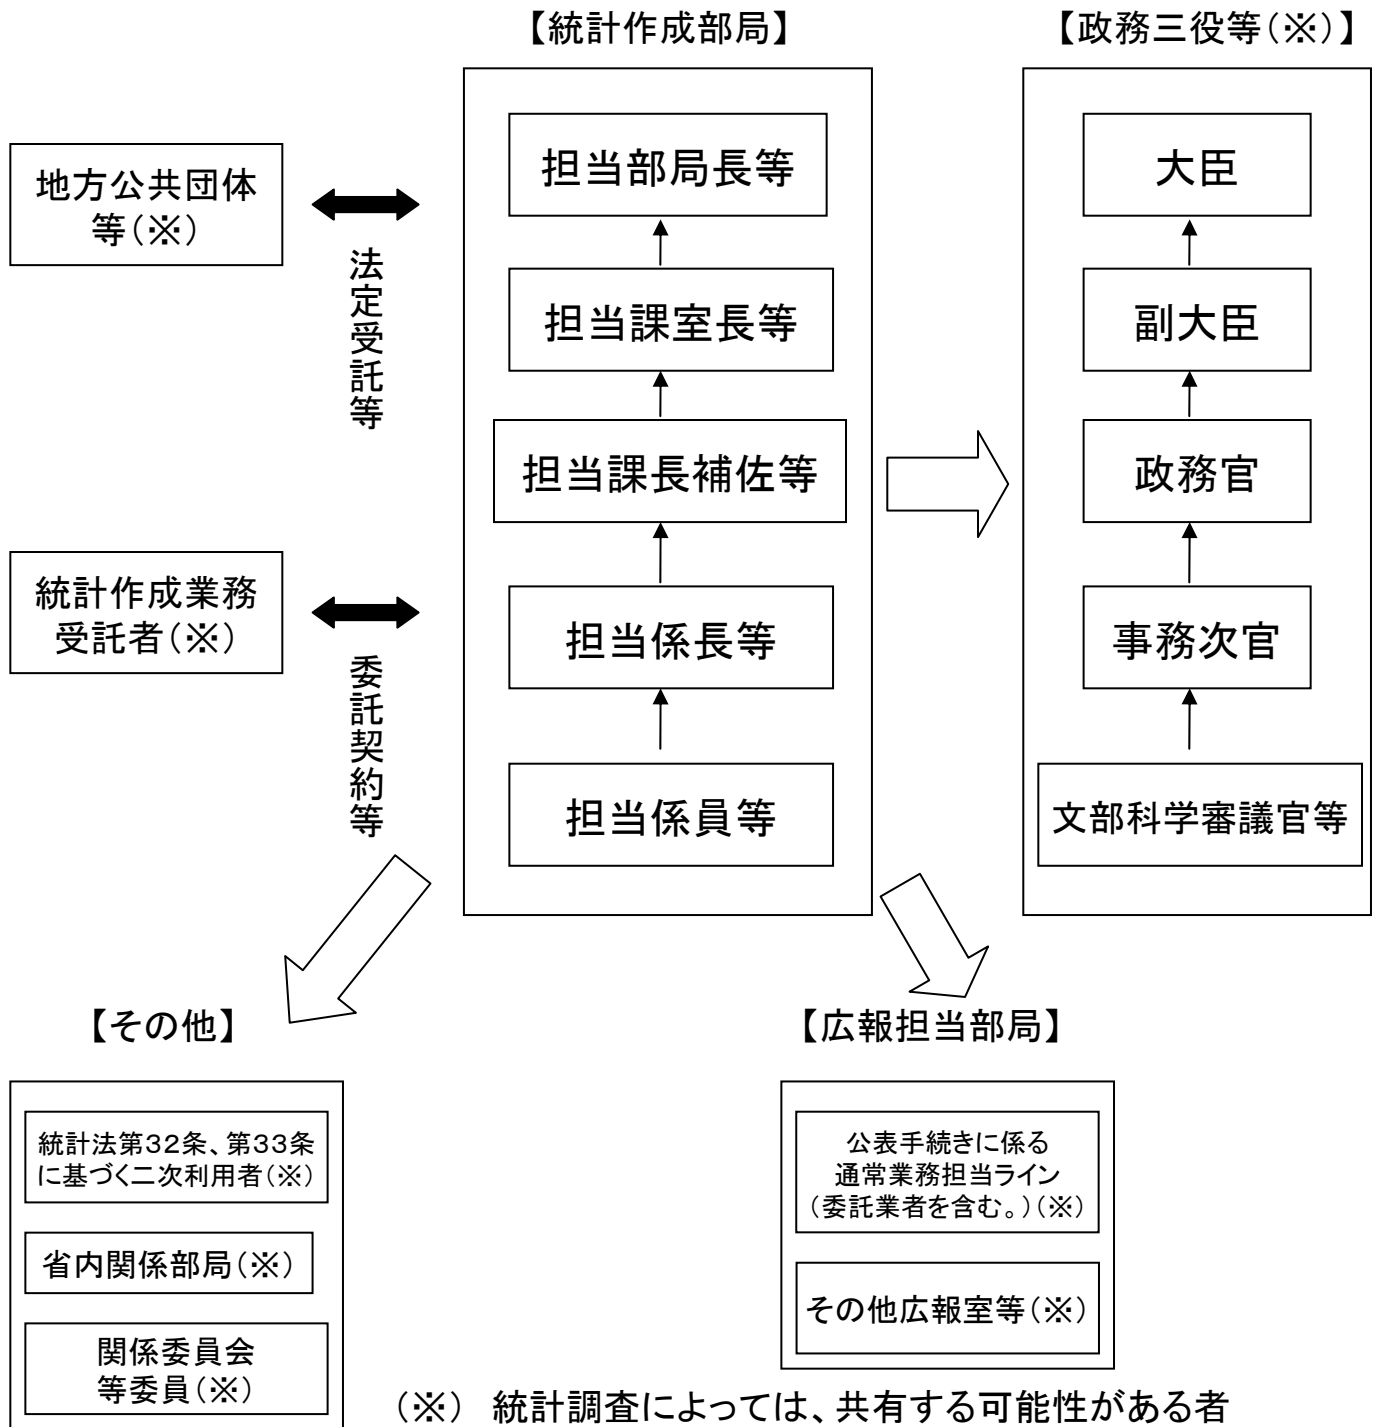 【統計作成部局】
【政務三役等(※)】
地方公共団体
等(※)
法定受託等
統計作成業務
受託者(※)
委託契約等
担当部局長等
担当課室長等
担当課長補佐等
担当係長等
担当係員等
大臣
副大臣
政務官
事務次官
文部科学審議官等
【その他】
統計法第32条、第33条
に基づく二次利用者(※)
省内関係部局(※)
関係委員会
等委員(※)
【広報担当部局】
公表手続きに係る
通常業務担当ライン
(委託業者を含む。)(※)
その他広報室等(※)
(※) 統計調査によっては、共有する可能性がある者